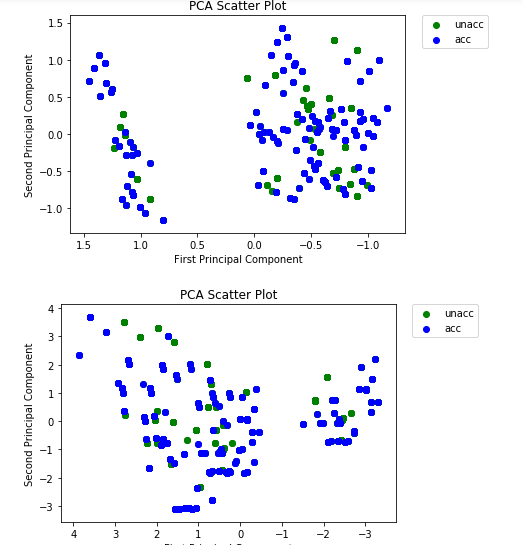 PCA Scatter Plot
1.5
1.0
0.5
0.0
−0.5
−1.0
Second Principal Component
1.5
1.0
0.5
0.0
−0.5
−1.0
First Principal Component
unacc
acc
PCA Scatter Plot
4
3
2
1
0
−1
−2
−3
Second Principal Component
4
3
2
1
0
−1
−2
−3
First Principal Component
unacc
acc